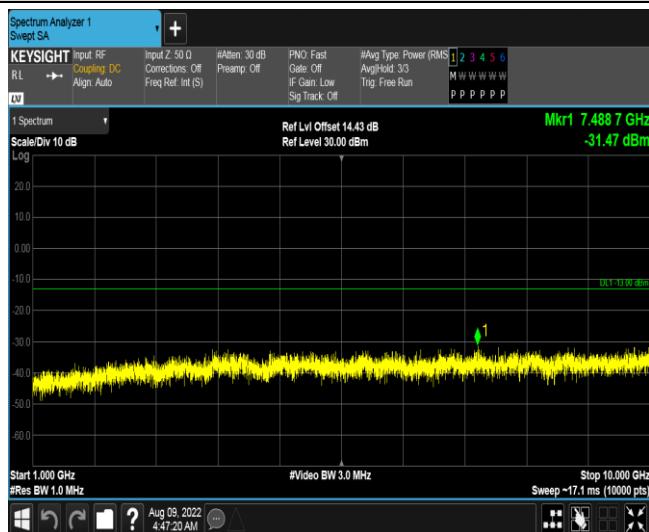 Spectrum Analyzer 1
Swept SA
+
KEYSIGHT
RL
LXI
Input: RF
Coupling: DC
Align: Auto
Input Z: 50 Ω
Corrections: Off
Freq Ref: Int (S)
#Atten: 30 dB
Preamp: Off
PNO: Fast
Gate: Off
IF Gain: Low
Sig Track: Off
#Avg Type: Power (RMS
Avg|Hold: 3/3
Trig: Free Run
1 2 3 4 5 6
M W W W W W
P P P P P P
1 Spectrum
Scale/Div 10 dB
Log
Ref Lvl Offset 14.43 dB
Ref Level 30.00 dBm
Mkr1 7.488 7 GHz
-31.47 dBm
20.0
10.0
0.00
-10.0
DL1 -13.00 dBm
-20.0
1
-30.0
-40.0
-50.0
-60.0
Start 1.000 GHz
#Video BW 3.0 MHz
Stop 10.000 GHz
#Res BW 1.0 MHz
Sweep ~17.1 ms (10000 pts)
?
Aug 09, 2022
4:47:20 AM